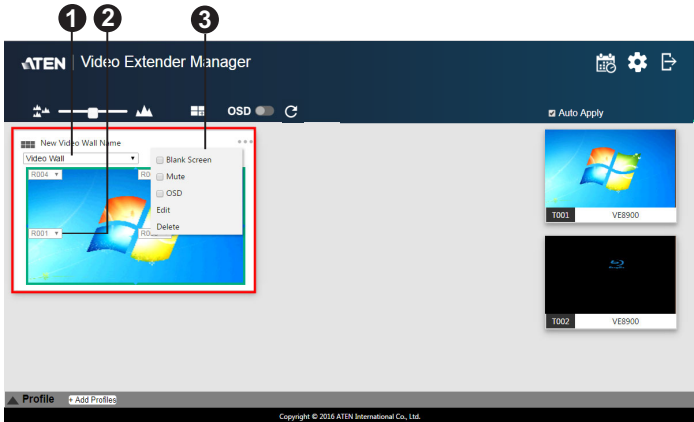 1 2 3
ATEN Video Extender Manager
OSD
Auto Apply
New Video Wall Name
Video Wall
Blank Screen
R004
Mute
OSD
Edit
R001
Delete
T001 VE8900
T002 VE8900
Profile + Add Profiles
Copyright © 2016 ATEN International Co., Ltd.